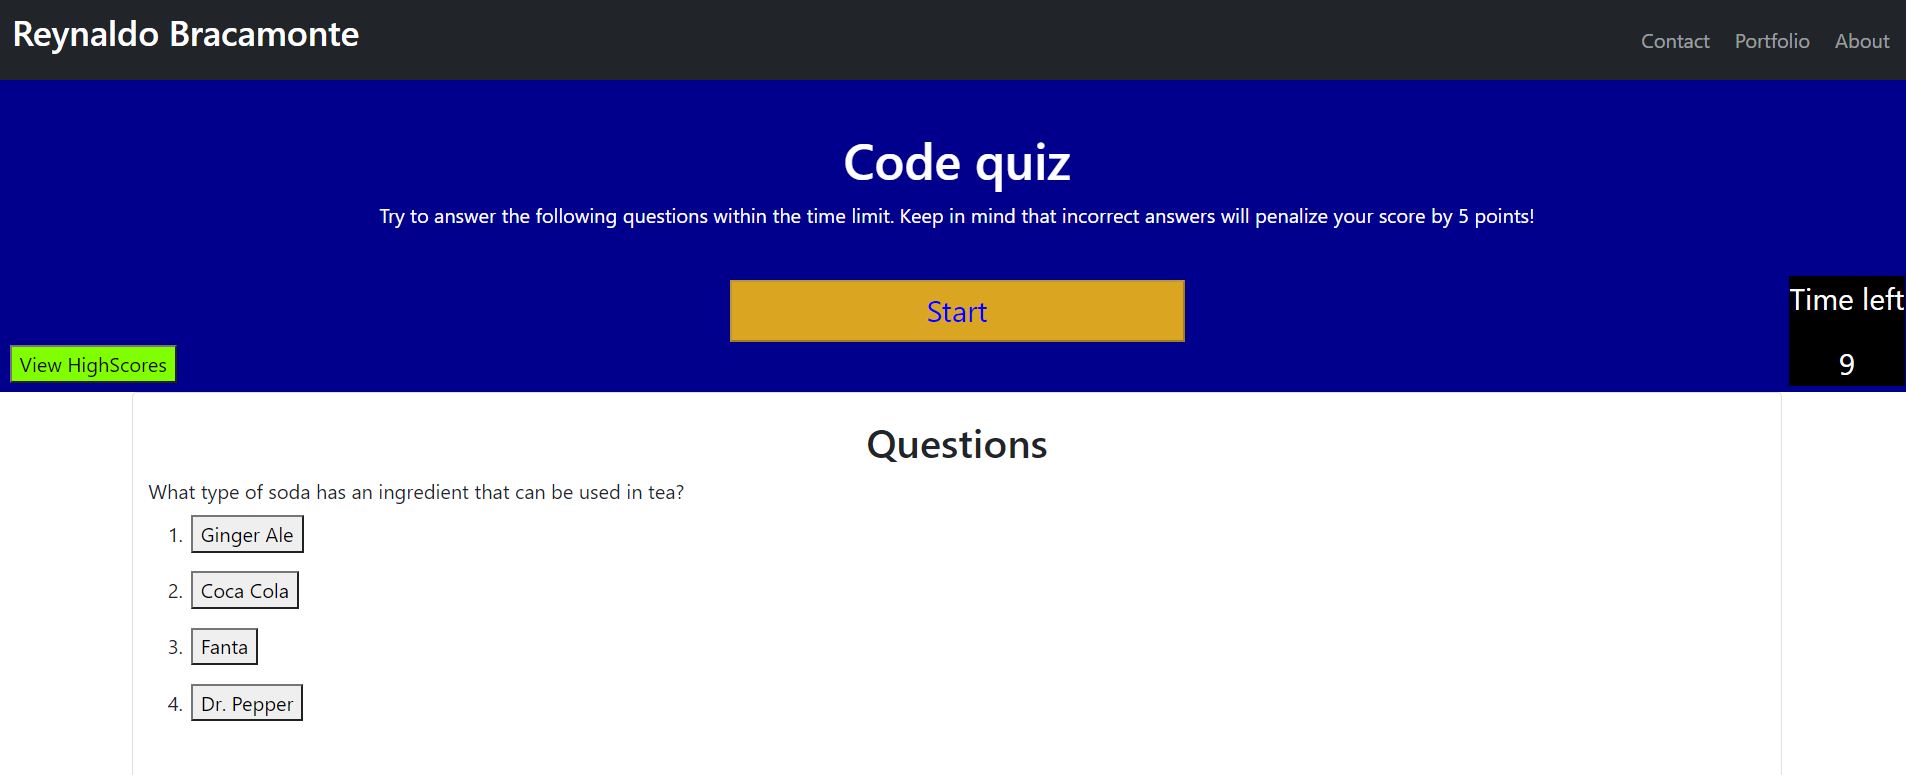 Reynaldo Bracamonte
Contact Portfolio About
Code quiz
Try to answer the following questions within the time limit. Keep in mind that incorrect answers will penalize your score by 5 points!
Start
Time left
9
View HighScores
Questions
What type of soda has an ingredient that can be used in tea?
1. Ginger Ale
2. Coca Cola
3. Fanta
4. Dr. Pepper